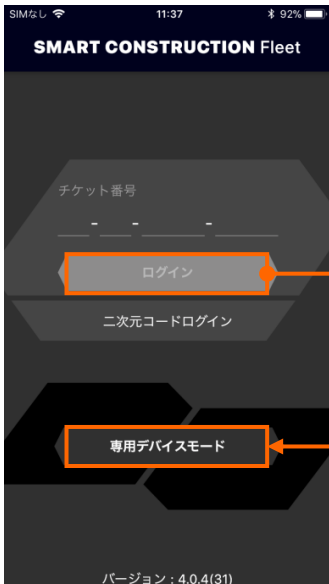 SIMなし 11:37 92%
SMART CONSTRUCTION Fleet
チケット番号
- - -
ログイン
二次元コードログイン
専用デバイスモード
バージョン : 4.0.4(31)